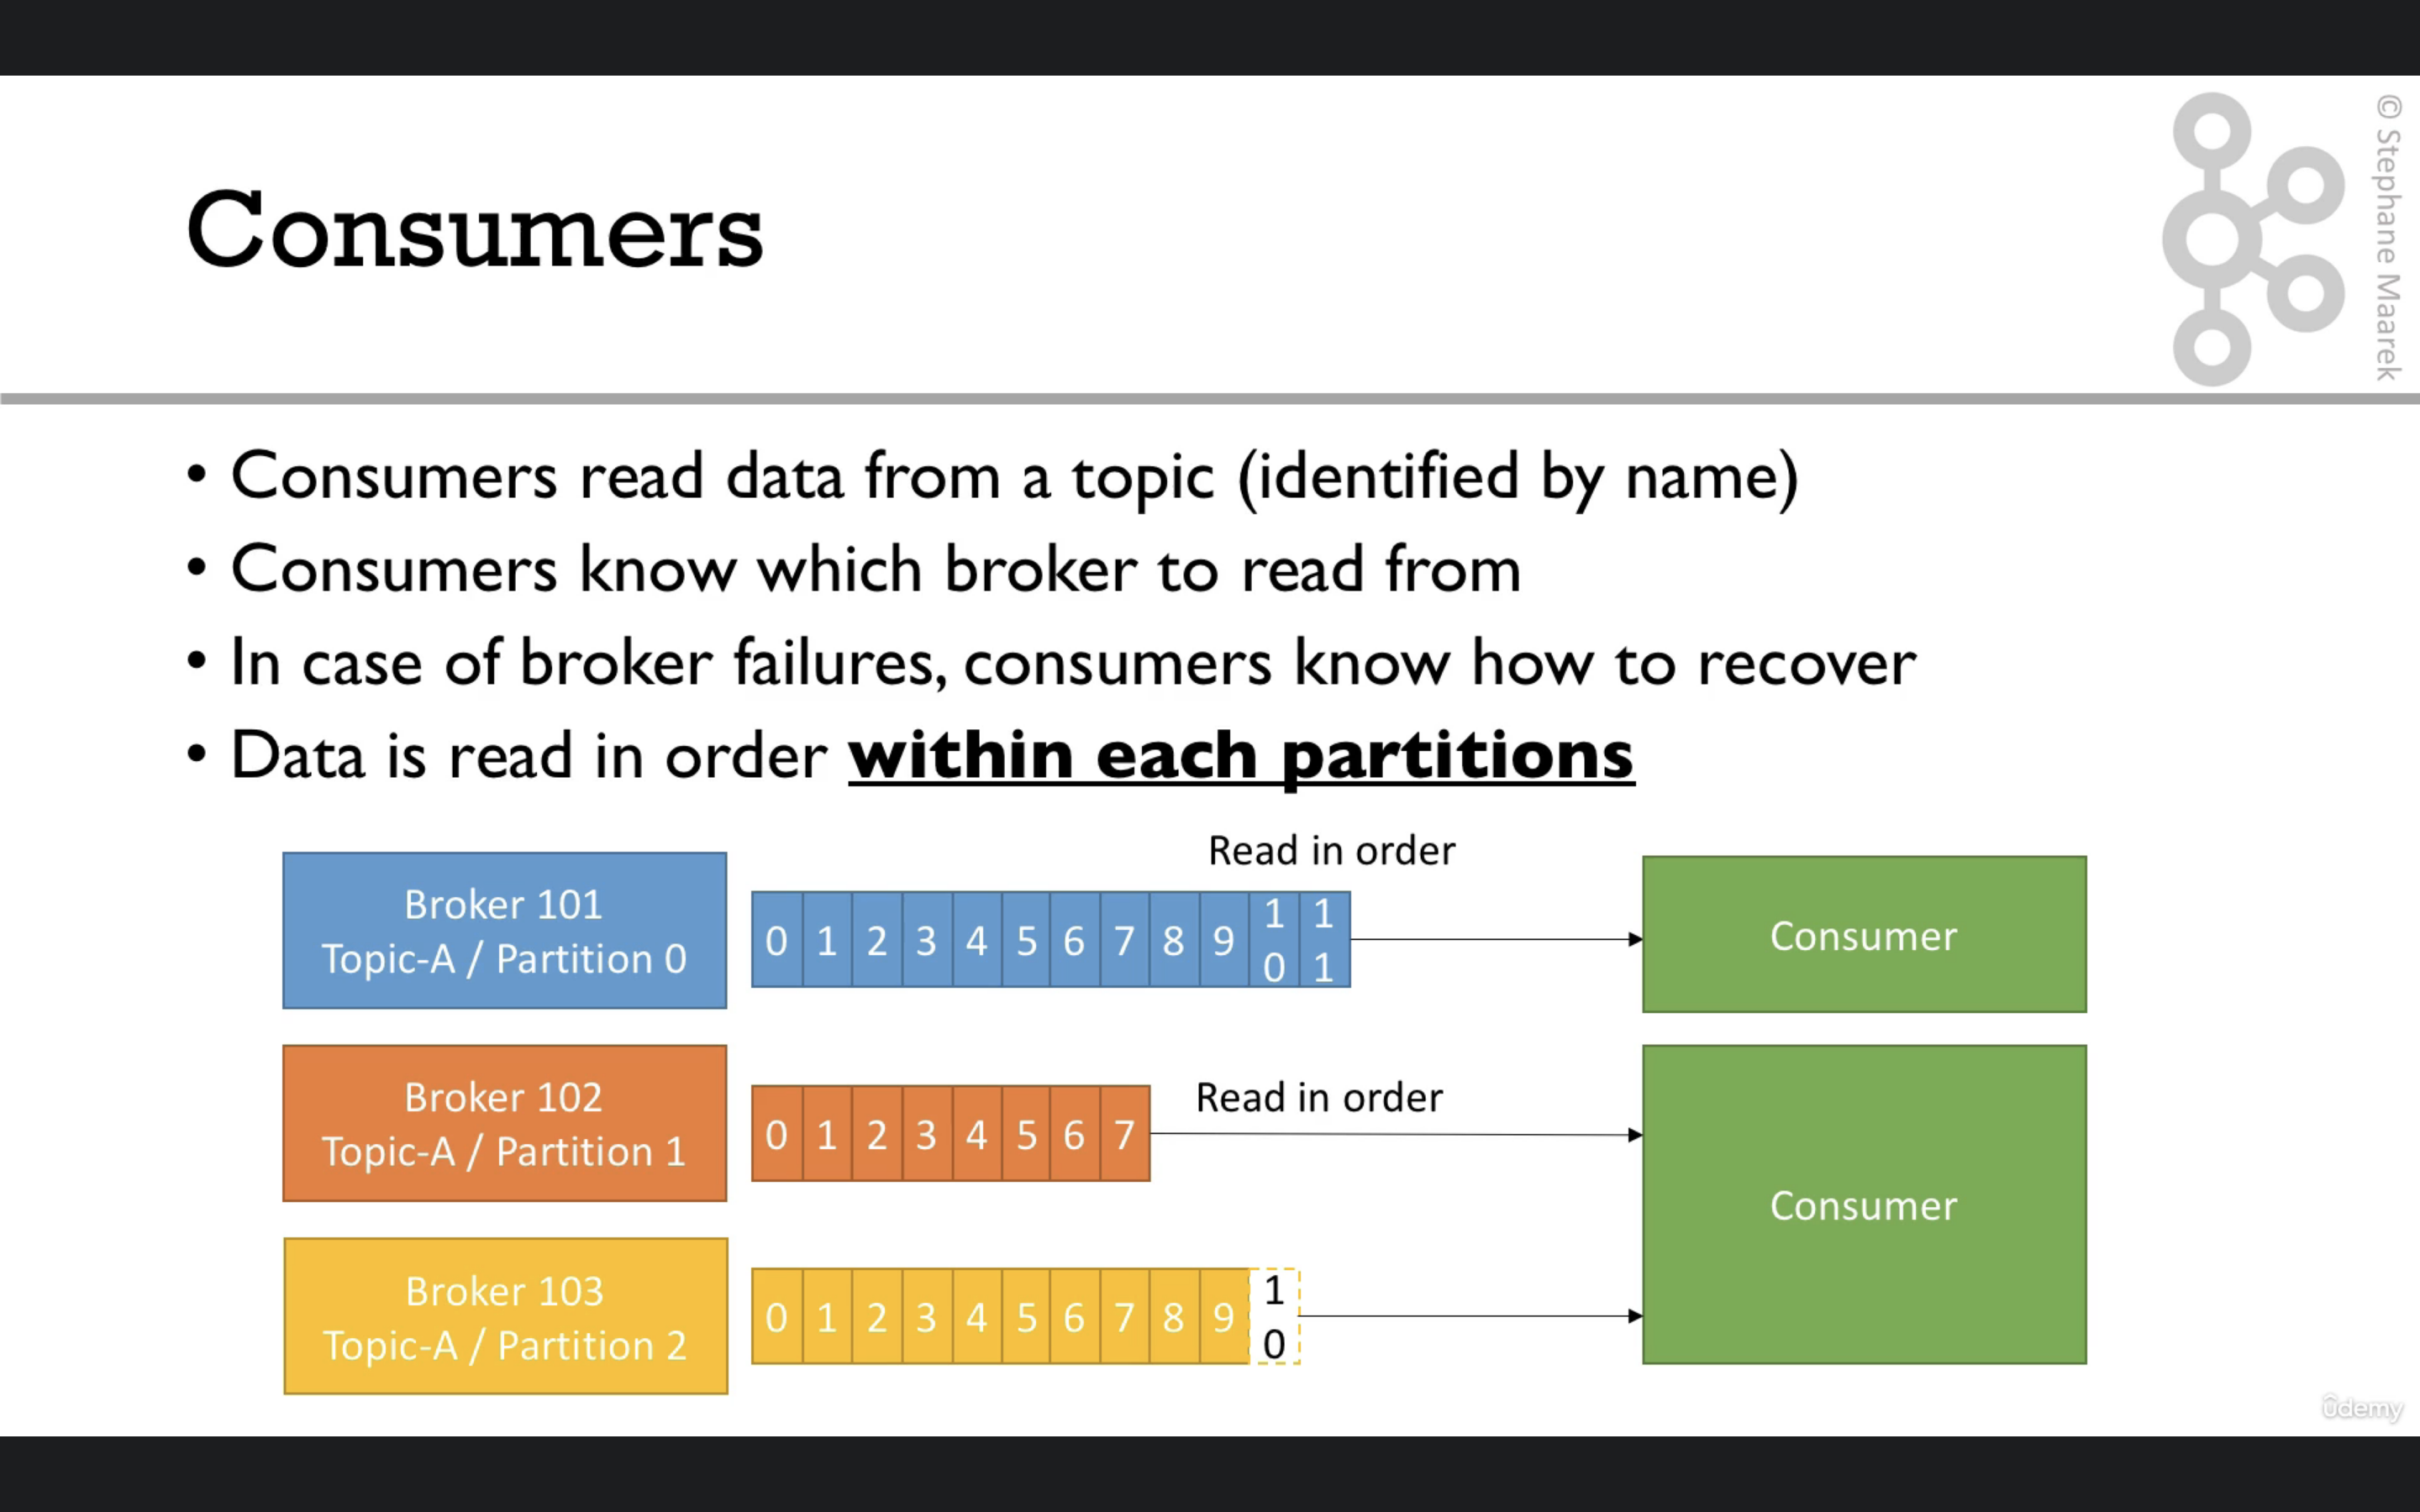 © Stephane Maarek
Consumers
• Consumers read data from a topic (identified by name)
• Consumers know which broker to read from
• In case of broker failures, consumers know how to recover
• Data is read in order within each partitions
Read in order
Broker 101
Topic-A / Partition 0
0 1 2 3 4 5 6 7 8 9 10 11
Consumer
Broker 102
Topic-A / Partition 1
0 1 2 3 4 5 6 7
Read in order
Consumer
Broker 103
Topic-A / Partition 2
0 1 2 3 4 5 6 7 8 9 10
ûdemy